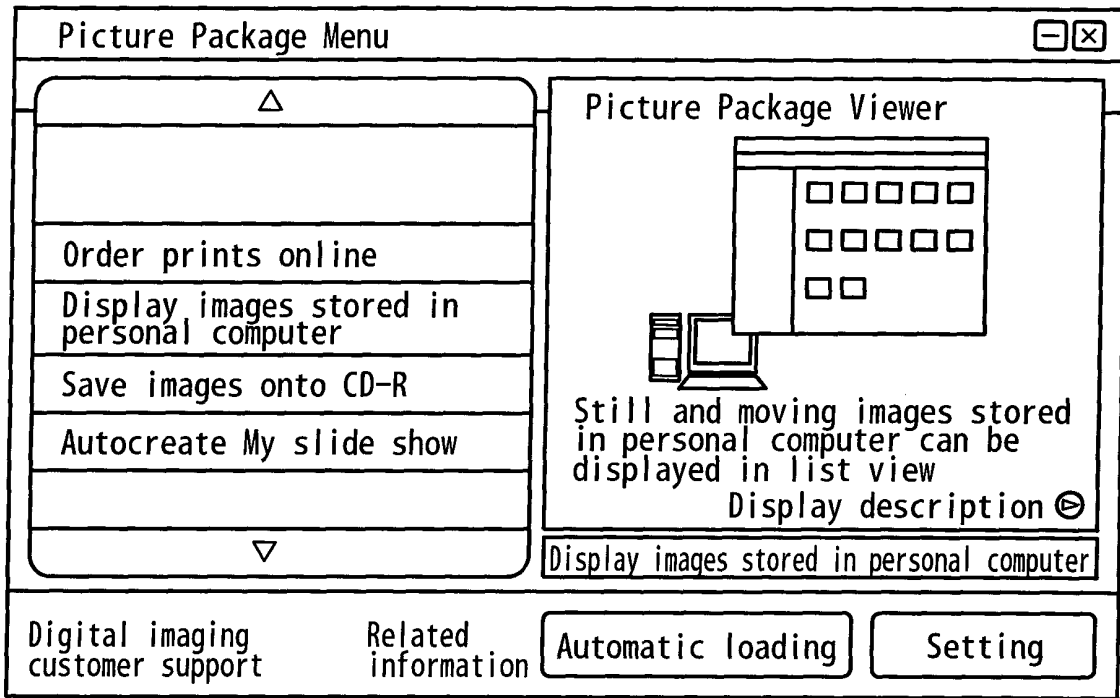 Picture Package Menu
Order prints online
Display images stored in
personal computer
Save images onto CD-R
Autocreate My slide show
Picture Package Viewer
Still and moving images stored
in personal computer can be
displayed in list view
Display description
Display images stored in personal computer
Digital imaging
customer support
Related
information
Automatic loading
Setting